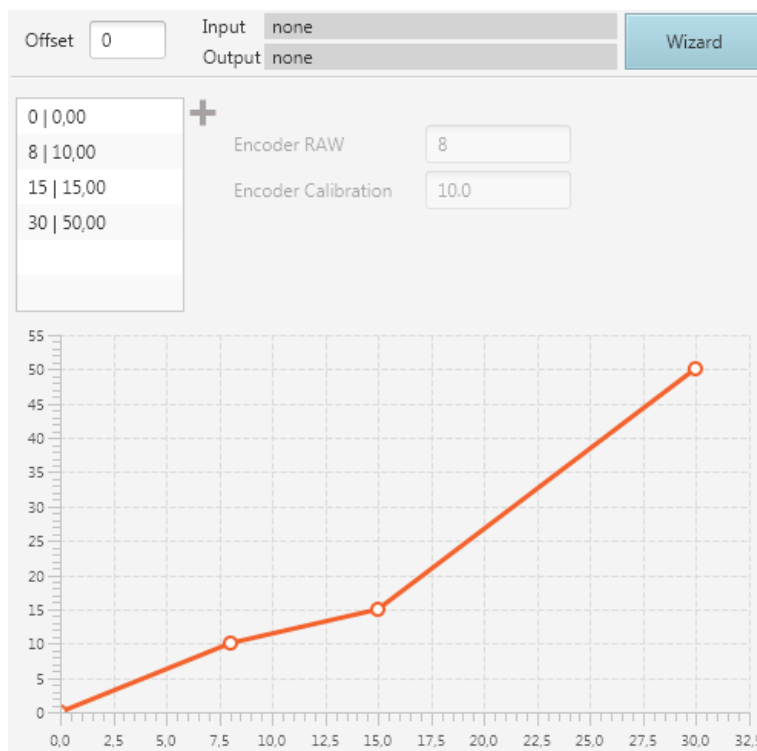 Offset 0 Input none Wizard
Output none
0 | 0,00
8 | 10,00
15 | 15,00
30 | 50,00
Encoder RAW 8
Encoder Calibration 10.0
55
50
45
40
35
30
25
20
15
10
5
0
0,0 2,5 5,0 7,5 10,0 12,5 15,0 17,5 20,0 22,5 25,0 27,5 30,0 32,5